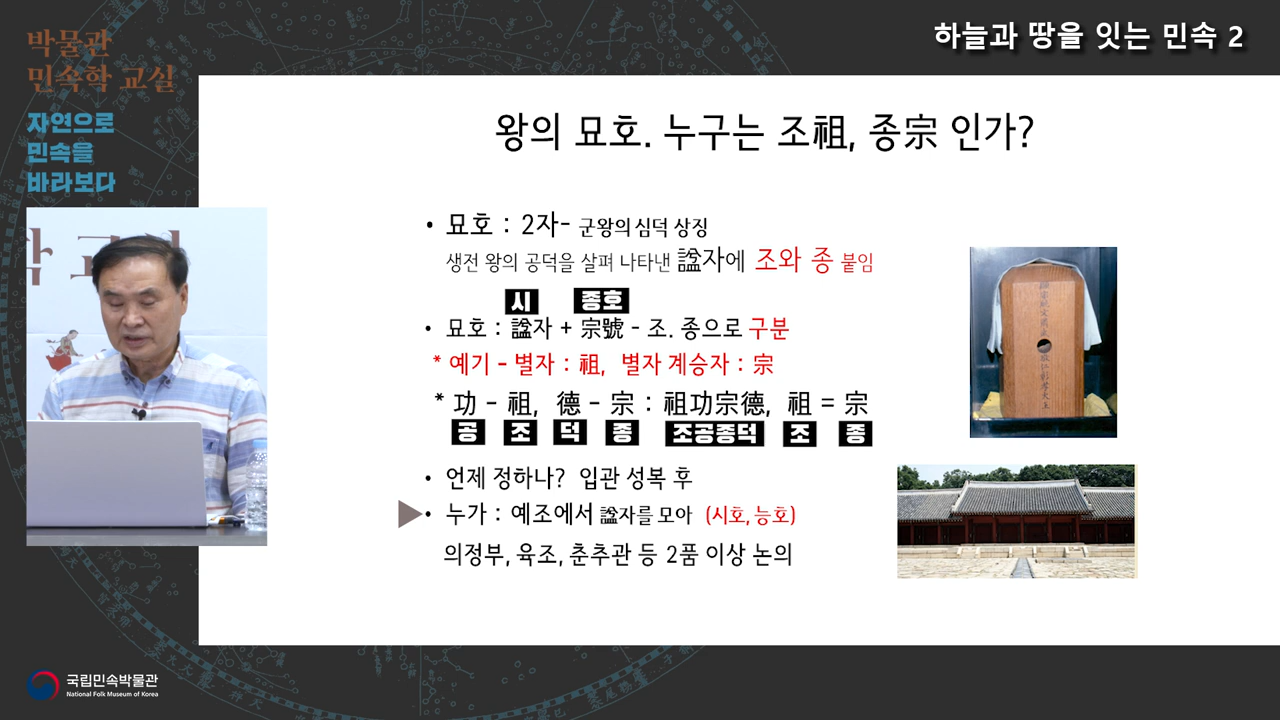 하늘과 땅을 잇는 민속 2
박물관
민속학 교실
자연으로
민속을
바라보다
왕의 묘호. 누구는 조祖, 종宗 인가?
• 묘호 : 2자- 군왕의 심덕 상징
생전 왕의 공덕을 살펴 나타낸 諡자에 조와 종 붙임
시 종호
• 묘호 : 諡자 + 宗號 - 조. 종으로 구분
* 예기 - 별자 : 祖, 별자 계승자 : 宗
* 功 - 祖, 德 - 宗 : 祖功宗德, 祖 = 宗
공 조 덕 종 조공종덕 조 종
• 언제 정하나? 입관 성복 후
• 누가 : 예조에서 諡자를 모아 (시호, 능호)
의정부, 육조, 춘추관 등 2품 이상 논의
국립민속박물관
National Folk Museum of Korea